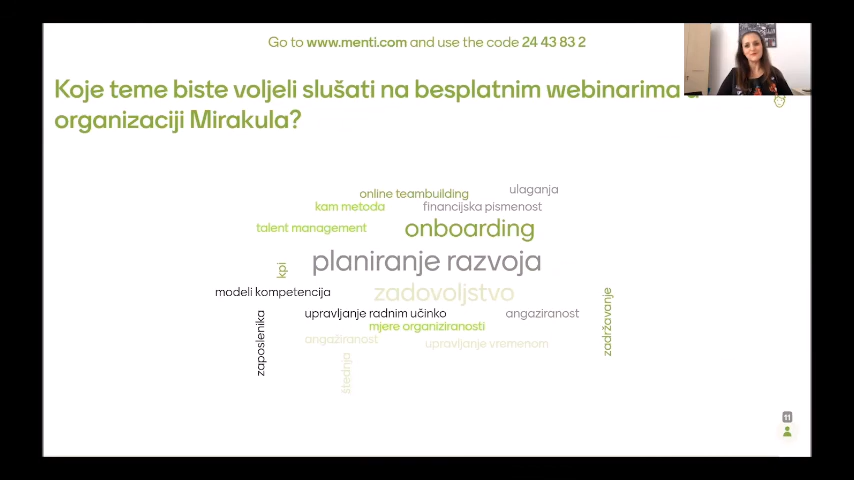 Go to www.menti.com and use the code 24 43 83 2
Koje teme biste voljeli slušati na besplatnim webinarima u
organizaciji Mirakula?
online teambuilding
ulaganja
kam metoda
financijska pismenost
talent management
onboarding
planiranje razvoja
kpi
modeli kompetencija
zadovoljstvo
zadržavanje
zaposlenika
upravljanje radnim učinko
angaziranost
mjere organiziranosti
angažiranost
upravljanje vremenom
štednja
11